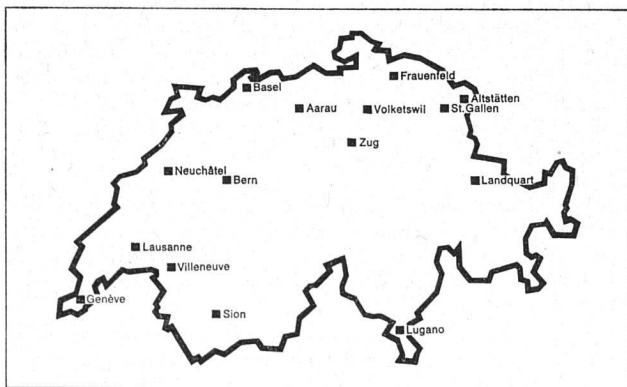 Frauenfeld
Basel
Altstätten
Aarau
Volketswil
St.Gallen
Zug
Neuchâtel
Bern
Landquart
Lausanne
Villeneuve
Genève
Sion
Lugano